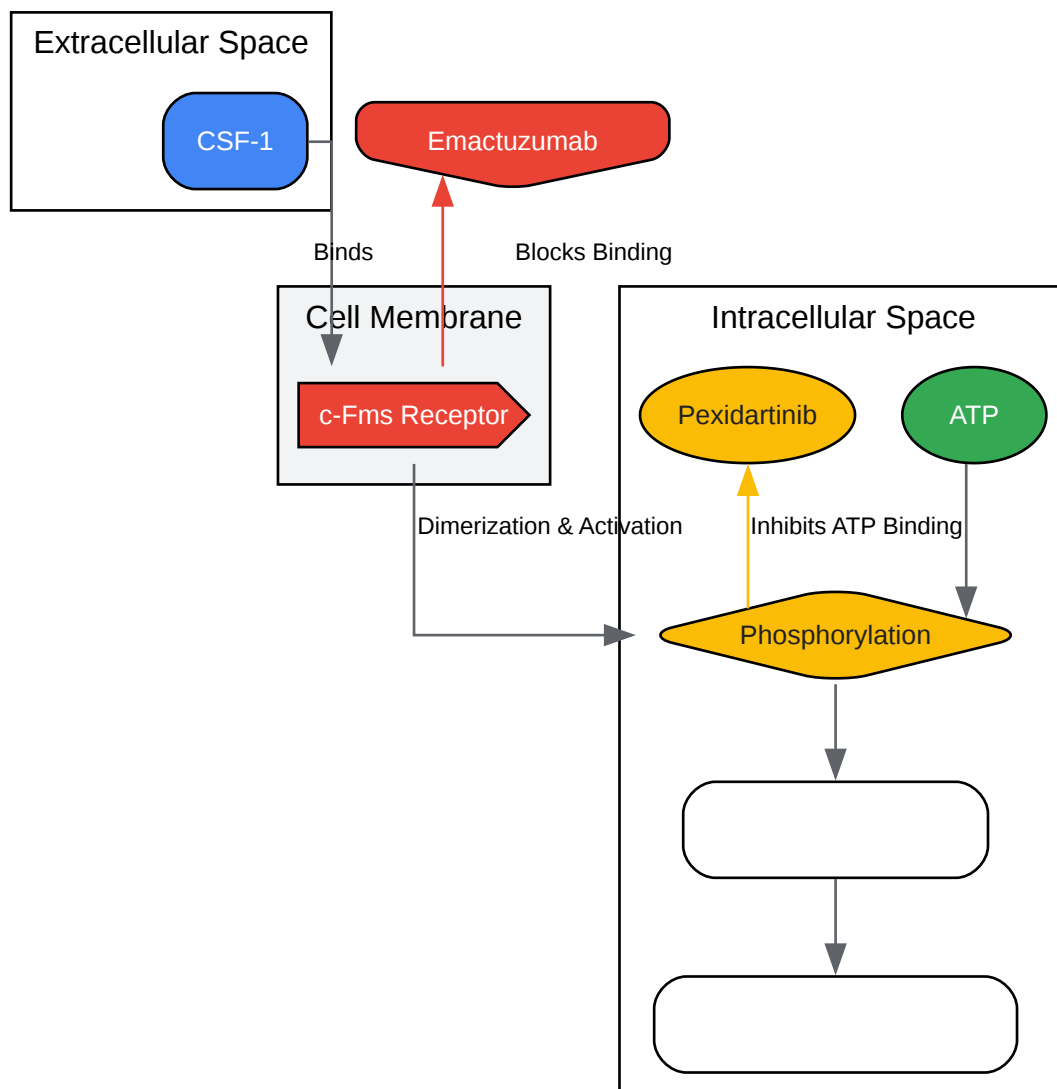 Extracellular Space
CSF-1
Emactuzumab
Binds
Blocks Binding
Cell Membrane
c-Fms Receptor
Intracellular Space
Pexidartinib
ATP
Dimerization & Activation
Inhibits ATP Binding
Phosphorylation